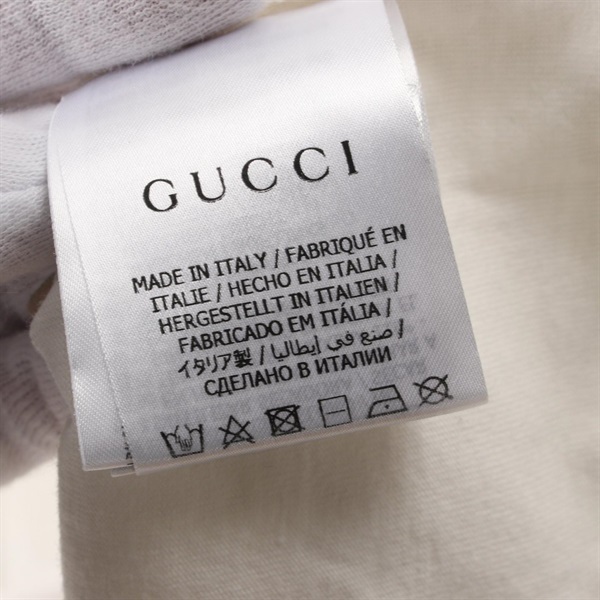 GUCCI
MADE IN ITALY / FABRIQUÉ EN
ITALIE / HECHO EN ITALIA /
HERGESTELLT IN ITALIEN /
FABRICADO EM ITÁLIA /
イタリア製 / صنع في إيطاليا /
СДЕЛАНО В ИТАЛИИ